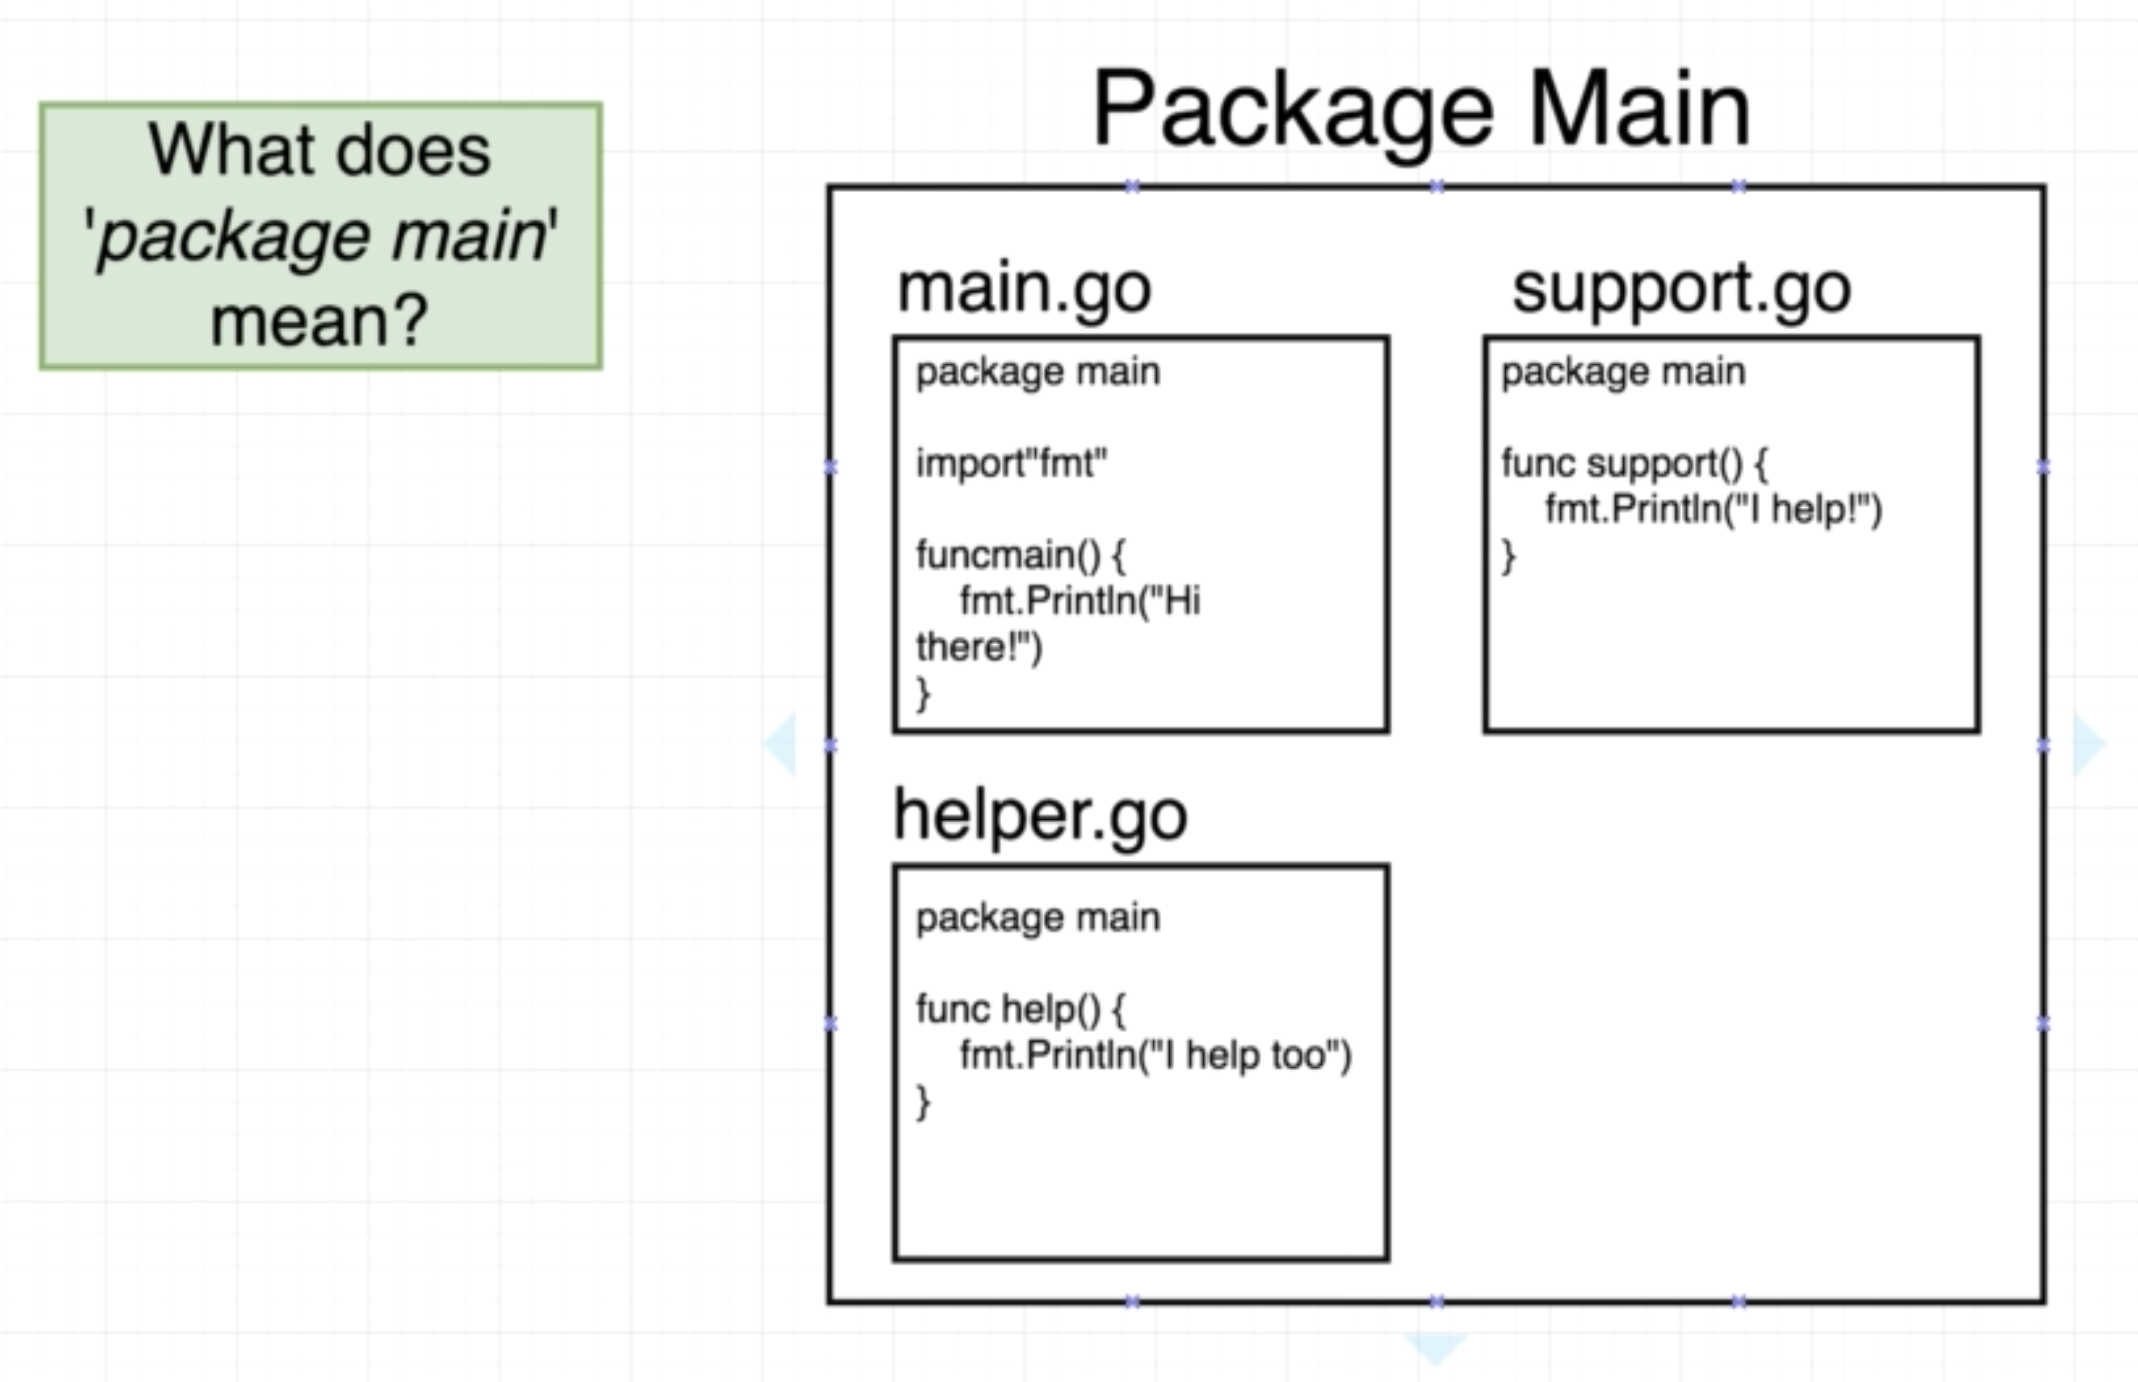 What does
'package main'
mean?
Package Main
main.go
package main
import"fmt"
funcmain() {
fmt.Println("Hi
there!")
}
support.go
package main
func support() {
fmt.Println("I help!")
}
helper.go
package main
func help() {
fmt.Println("I help too")
}